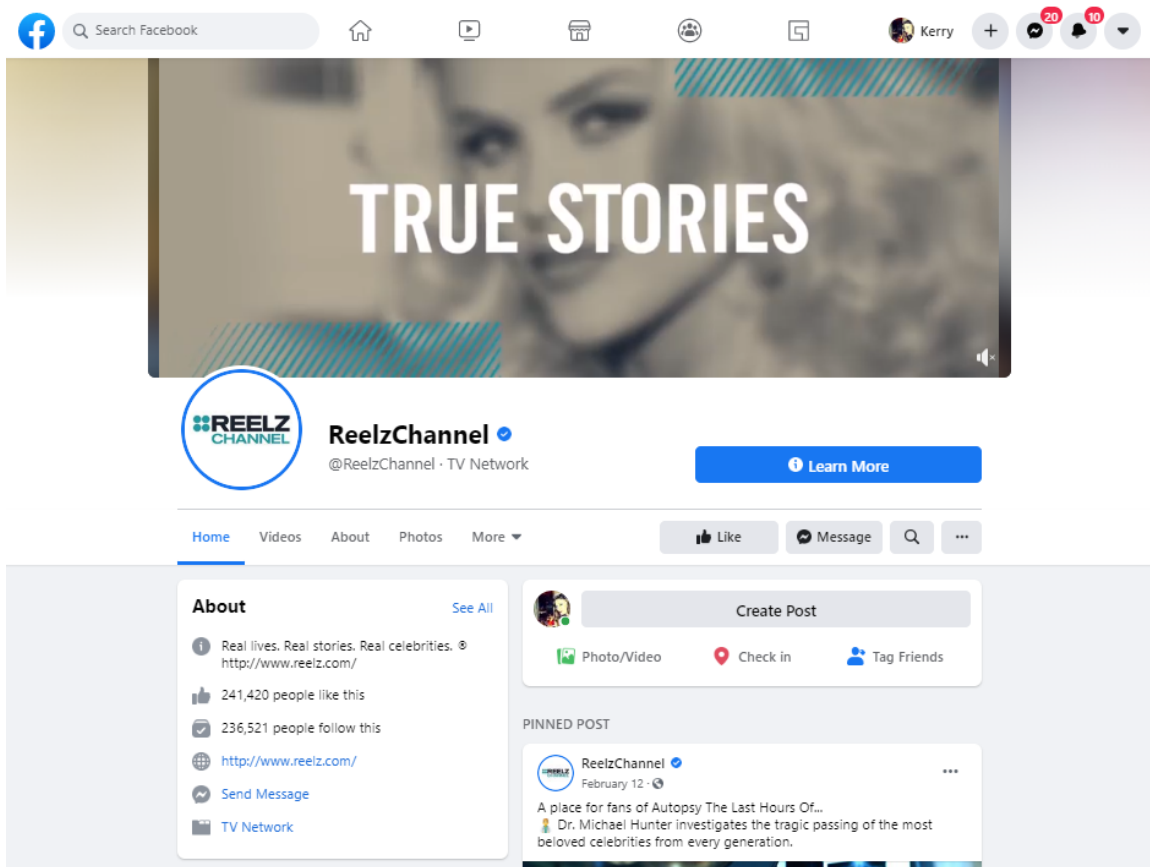 Search Facebook
Kerry
20
10
TRUE STORIES
REELZ
CHANNEL
ReelzChannel
@ReelzChannel · TV Network
Learn More
Home
Videos
About
Photos
More
Like
Message
About
See All
Real lives. Real stories. Real celebrities. ®
http://www.reelz.com/
241,420 people like this
236,521 people follow this
http://www.reelz.com/
Send Message
TV Network
Create Post
Photo/Video
Check in
Tag Friends
PINNED POST
REELZ
CHANNEL
ReelzChannel
February 12 ·
A place for fans of Autopsy The Last Hours Of...
Dr. Michael Hunter investigates the tragic passing of the most
beloved celebrities from every generation.